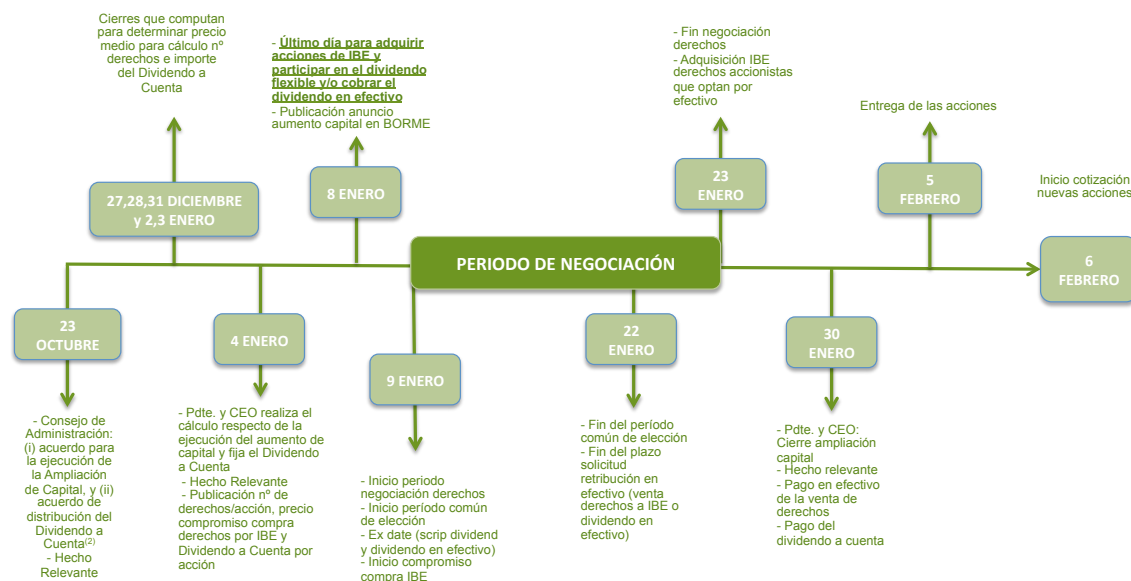 Cierres que computan
para determinar precio
medio para cálculo nº
derechos e importe
del Dividendo a
Cuenta
- Último día para adquirir
acciones de IBE y
participar en el dividendo
flexible y/o cobrar el
dividendo en efectivo
- Publicación anuncio
aumento capital en BORME
- Fin negociación
derechos
- Adquisición IBE
derechos accionistas
que optan por
efectivo
Entrega de las acciones
Inicio cotización
nuevas acciones
27,28,31 DICIEMBRE
y 2,3 ENERO
8 ENERO
23
ENERO
5
FEBRERO
PERIODO DE NEGOCIACIÓN
6
FEBRERO
23
OCTUBRE
4 ENERO
9 ENERO
22
ENERO
30
ENERO
- Consejo de
Administración:
(i) acuerdo para
la ejecución de
la Ampliación
de Capital, y (ii)
acuerdo de
distribución del
Dividendo a
Cuenta(2)
- Hecho
Relevante
- Pdte. y CEO realiza el
cálculo respecto de la
ejecución del aumento de
capital y fija el Dividendo
a Cuenta
- Hecho Relevante
- Publicación nº de
derechos/acción, precio
compromiso compra
derechos por IBE y
Dividendo a Cuenta por
acción
- Inicio periodo
negociación derechos
- Inicio período común
de elección
- Ex date (scrip dividend
y dividendo en efectivo)
- Inicio compromiso
compra IBE
- Fin del período
común de elección
- Fin del plazo
solicitud
retribución en
efectivo (venta
derechos a IBE o
dividendo en
efectivo)
- Pdte. y CEO:
Cierre ampliación
capital
- Hecho relevante
- Pago en efectivo
de la venta de
derechos
- Pago del
dividendo a cuenta